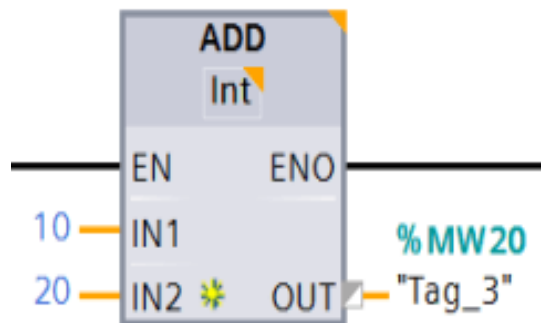 ADD
Int
EN ENO
10 IN1
%MW20
20 IN2 OUT "Tag_3"